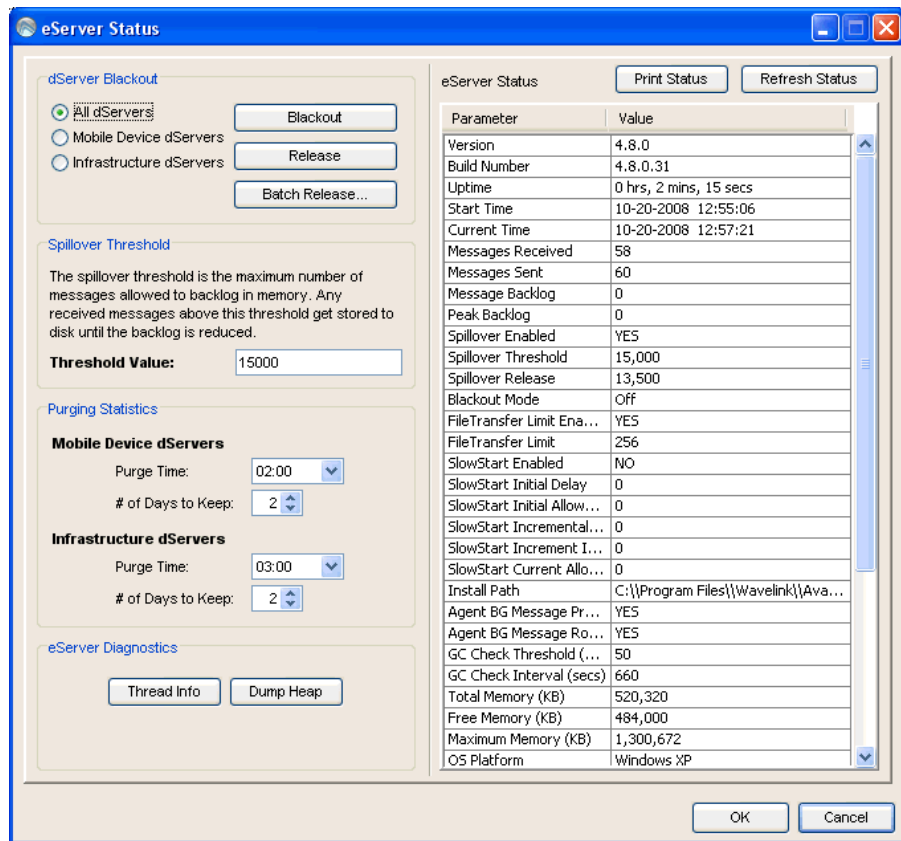 eServer Status
dServer Blackout
All dServers
Mobile Device dServers
Infrastructure dServers
Blackout
Release
Batch Release...
Spillover Threshold
The spillover threshold is the maximum number of
messages allowed to backlog in memory. Any
received messages above this threshold get stored to
disk until the backlog is reduced.
Threshold Value: 15000
Purging Statistics
Mobile Device dServers
Purge Time: 02:00
# of Days to Keep: 2
Infrastructure dServers
Purge Time: 03:00
# of Days to Keep: 2
eServer Diagnostics
Thread Info Dump Heap
eServer Status Print Status Refresh Status
Parameter Value
Version 4.8.0
Build Number 4.8.0.31
Uptime 0 hrs, 2 mins, 15 secs
Start Time 10-20-2008 12:55:06
Current Time 10-20-2008 12:57:21
Messages Received 58
Messages Sent 60
Message Backlog 0
Peak Backlog 0
Spillover Enabled YES
Spillover Threshold 15,000
Spillover Release 13,500
Blackout Mode Off
FileTransfer Limit Ena... YES
FileTransfer Limit 256
SlowStart Enabled NO
SlowStart Initial Delay 0
SlowStart Initial Allow... 0
SlowStart Incremental... 0
SlowStart Increment I... 0
SlowStart Current Allo... 0
Install Path C:\\Program Files\\Wavelink\\Ava...
Agent BG Message Pr... YES
Agent BG Message Ro... YES
GC Check Threshold (... 50
GC Check Interval (secs) 660
Total Memory (KB) 520,320
Free Memory (KB) 484,000
Maximum Memory (KB) 1,300,672
OS Platform Windows XP
OK Cancel